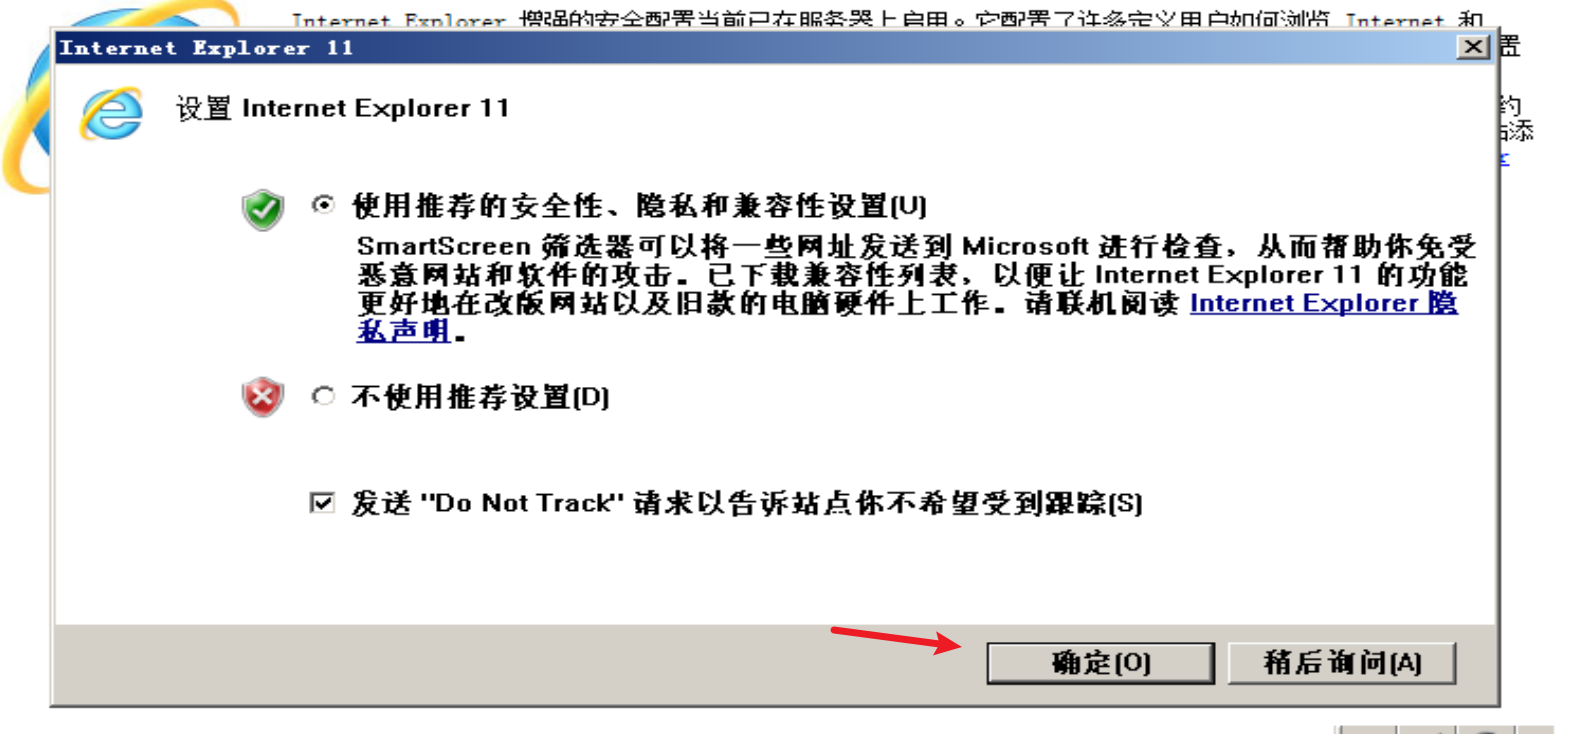 Internet Explorer 增强的安全配置当前已在服务器上启用。它配置了许多定义用户如何浏览 Internet 和
Internet Explorer 11
置
设置 Internet Explorer 11
约
站添
使用推荐的安全性、隐私和兼容性设置(U)
SmartScreen 筛选器可以将一些网址发送到 Microsoft 进行检查，从而帮助你免受
恶意网站和软件的攻击。已下载兼容性列表，以便让 Internet Explorer 11 的功能
更好地在改版网站以及旧款的电脑硬件上工作。请联机阅读 Internet Explorer 隐
私声明。
不使用推荐设置(D)
发送 "Do Not Track" 请求以告诉站点你不希望受到跟踪(S)
确定(O) 稍后询问(A)